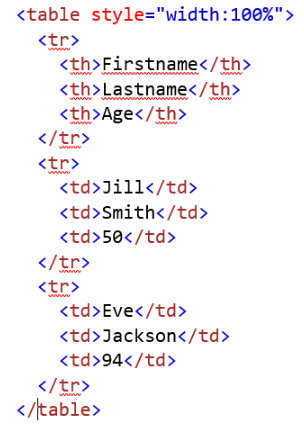 <table style="width:100%">
<tr>
<th>Firstname</th>
<th>Lastname</th>
<th>Age</th>
</tr>
<tr>
<td>Jill</td>
<td>Smith</td>
<td>50</td>
</tr>
<tr>
<td>Eve</td>
<td>Jackson</td>
<td>94</td>
</tr>
</table>